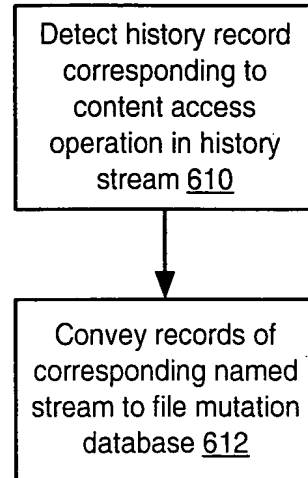 Detect history record
corresponding to
content access
operation in history
stream 610
Convey records of
corresponding named
stream to file mutation
database 612